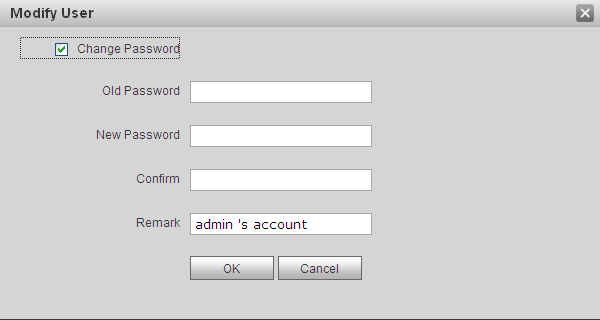 Modify User
Change Password
Old Password
New Password
Confirm
Remark admin 's account
OK Cancel